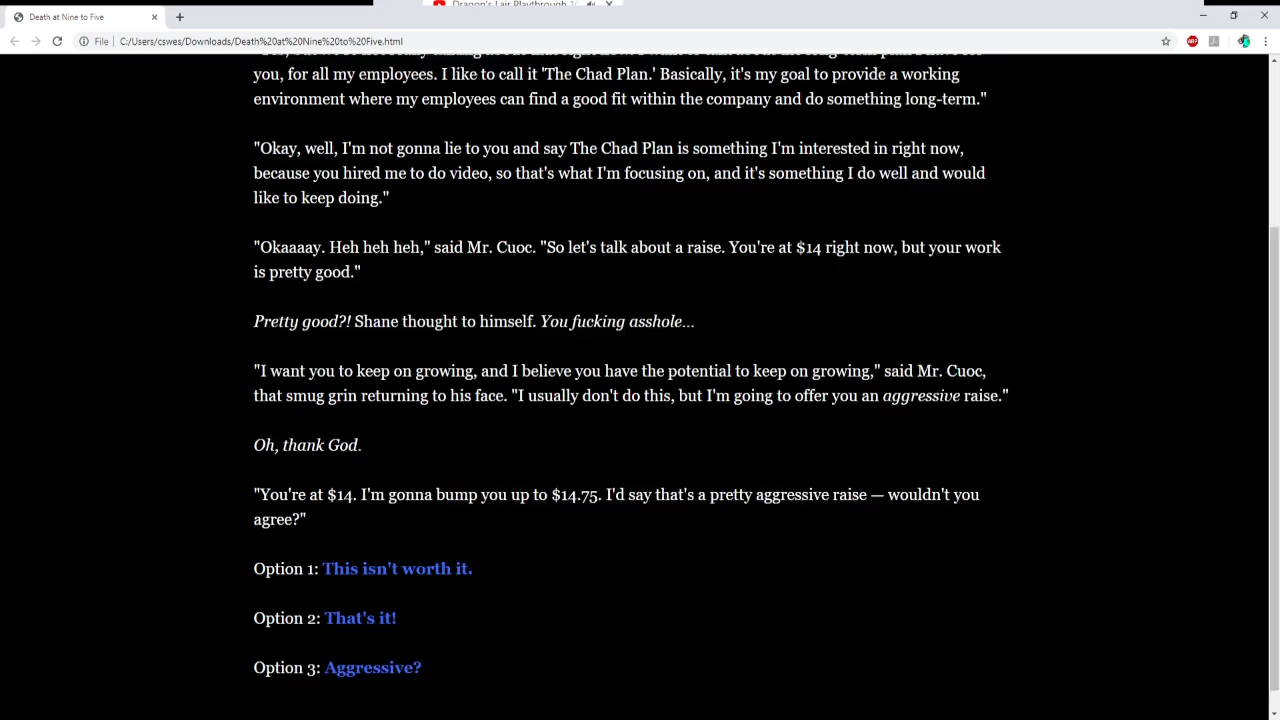 Dragon's Lair Playthrough
Death at Nine to Five
File
C:/Users/cswes/Downloads/Death%20at%20Nine%20to%20Five.html
you, for all my employees. I like to call it 'The Chad Plan.' Basically, it's my goal to provide a working
environment where my employees can find a good fit within the company and do something long-term."
"Okay, well, I'm not gonna lie to you and say The Chad Plan is something I'm interested in right now,
because you hired me to do video, so that's what I'm focusing on, and it's something I do well and would
like to keep doing."
"Okaaaay. Heh heh heh," said Mr. Cuoc. "So let's talk about a raise. You're at $14 right now, but your work
is pretty good."
Pretty good?! Shane thought to himself. You fucking asshole...
"I want you to keep on growing, and I believe you have the potential to keep on growing," said Mr. Cuoc,
that smug grin returning to his face. "I usually don't do this, but I'm going to offer you an aggressive raise."
Oh, thank God.
"You're at $14. I'm gonna bump you up to $14.75. I'd say that's a pretty aggressive raise — wouldn't you
agree?"
Option 1: This isn't worth it.
Option 2: That's it!
Option 3: Aggressive?